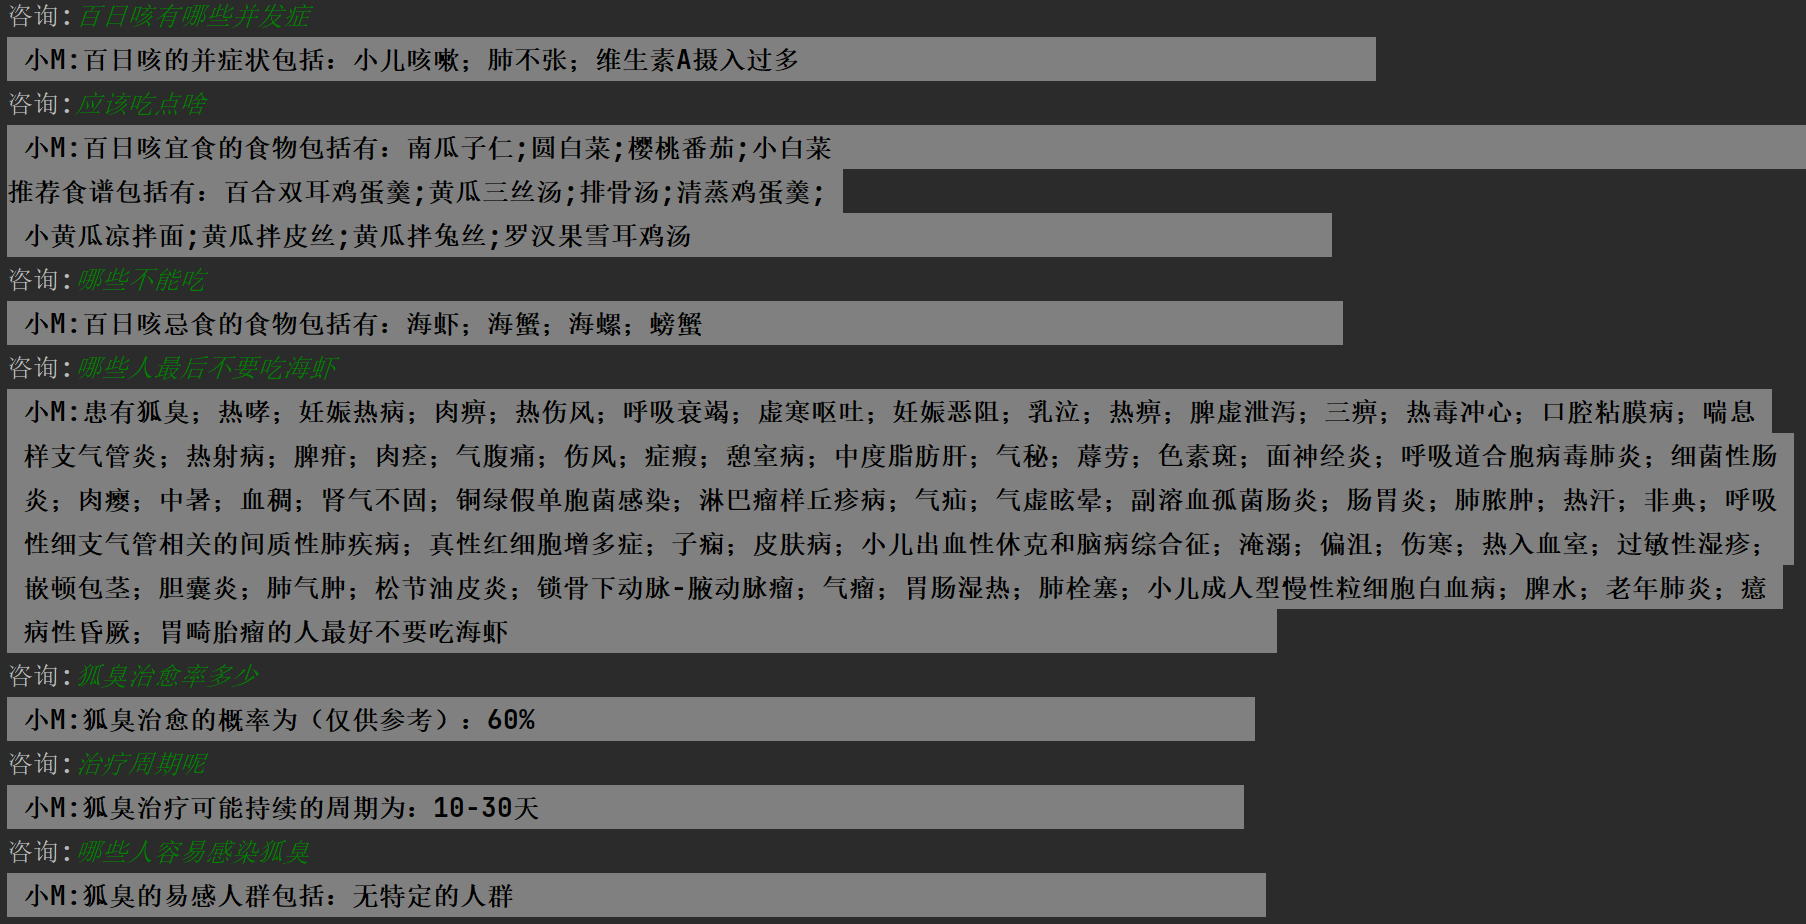 咨询:百日咳有哪些并发症
小M:百日咳的并症状包括：小儿咳嗽；肺不张；维生素A摄入过多
咨询:应该吃点啥
小M:百日咳宜食的食物包括有：南瓜子仁;圆白菜;樱桃番茄;小白菜
推荐食谱包括有：百合双耳鸡蛋羹;黄瓜三丝汤;排骨汤;清蒸鸡蛋羹;
小黄瓜凉拌面;黄瓜拌皮丝;黄瓜拌兔丝;罗汉果雪耳鸡汤
咨询:哪些不能吃
小M:百日咳忌食的食物包括有：海虾；海蟹；海螺；螃蟹
咨询:哪些人最后不要吃海虾
小M:患有狐臭；热哮；妊娠热病；肉痹；热伤风；呼吸衰竭；虚寒呕吐；妊娠恶阻；乳泣；热痹；脾虚泄泻；三痹；热毒冲心；口腔粘膜病；喘息
样支气管炎；热射病；脾疳；肉痉；气腹痛；伤风；症瘕；憩室病；中度脂肪肝；气秘；蓐劳；色素斑；面神经炎；呼吸道合胞病毒肺炎；细菌性肠
炎；肉瘿；中暑；血稠；肾气不固；铜绿假单胞菌感染；淋巴瘤样丘疹病；气疝；气虚眩晕；副溶血弧菌肠炎；肠胃炎；肺脓肿；热汗；非典；呼吸
性细支气管相关的间质性肺疾病；真性红细胞增多症；子痫；皮肤病；小儿出血性休克和脑病综合征；淹溺；偏沮；伤寒；热入血室；过敏性湿疹；
嵌顿包茎；胆囊炎；肺气肿；松节油皮炎；锁骨下动脉-腋动脉瘤；气瘤；胃肠湿热；肺栓塞；小儿成人型慢性粒细胞白血病；脾水；老年肺炎；癔
病性昏厥；胃畸胎瘤的人最好不要吃海虾
咨询:狐臭治愈率多少
小M:狐臭治愈的概率为（仅供参考）：60%
咨询:治疗周期呢
小M:狐臭治疗可能持续的周期为：10-30天
咨询:哪些人容易感染狐臭
小M:狐臭的易感人群包括：无特定的人群